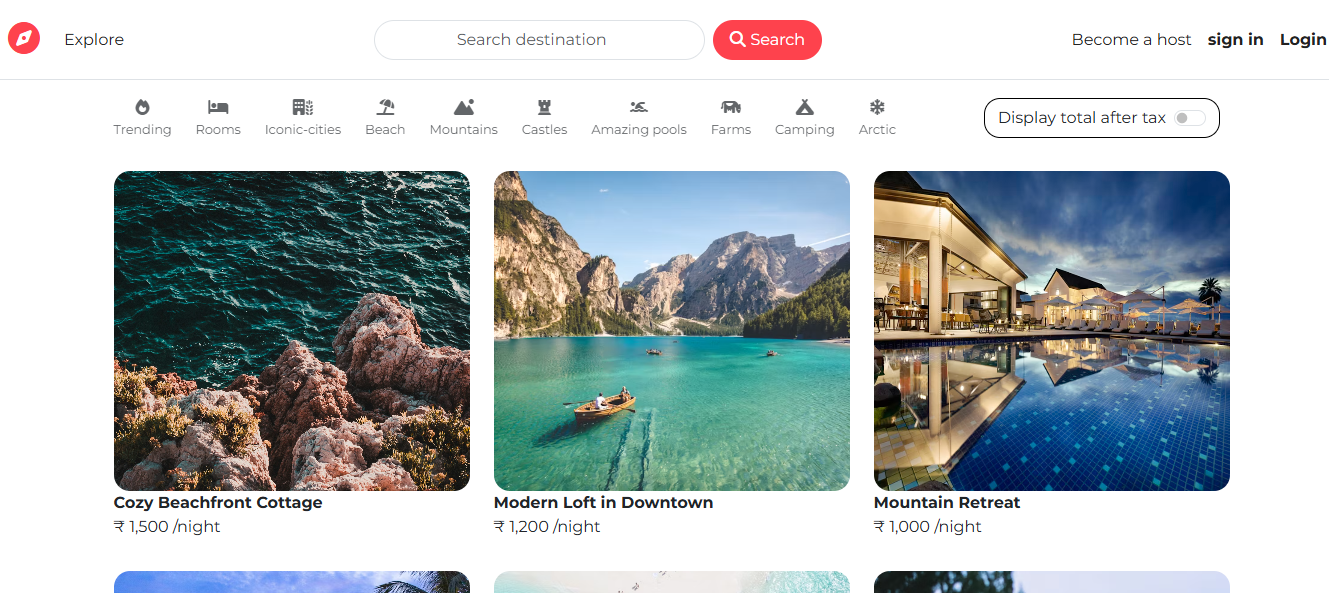 Explore
Search destination
Search
Become a host
sign in
Login
Trending
Rooms
Iconic-cities
Beach
Mountains
Castles
Amazing pools
Farms
Camping
Arctic
Display total after tax
Cozy Beachfront Cottage
₹ 1,500 /night
Modern Loft in Downtown
₹ 1,200 /night
Mountain Retreat
₹ 1,000 /night